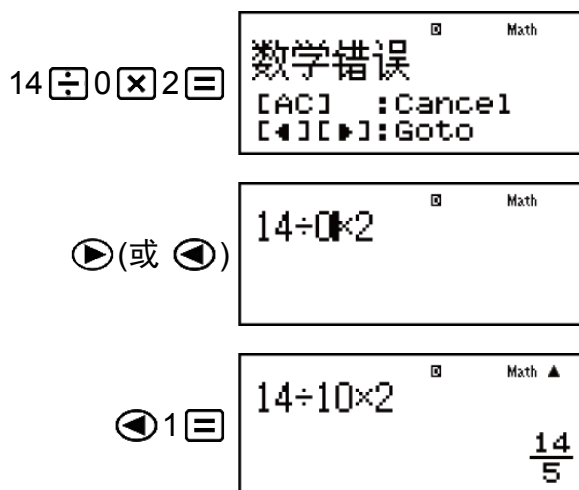 14÷0×2=
D Math
数学错误
[AC] :Cancel
[◀][▶]:Goto
▶(或 ◀)
D Math
14÷0×2
◀1=
D Math ▲
14÷10×2
14
5